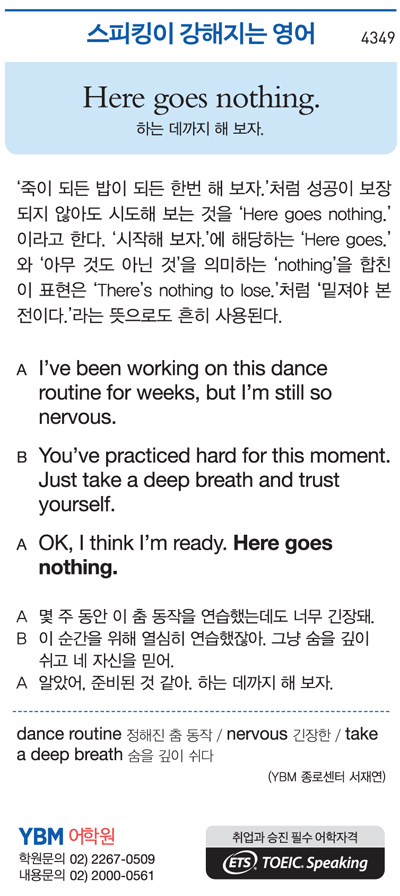 스피킹이 강해지는 영어
4349
Here goes nothing.
하는 데까지 해 보자.
‘죽이 되든 밥이 되든 한번 해 보자.’처럼 성공이 보장
되지 않아도 시도해 보는 것을 ‘Here goes nothing.’
이라고 한다. ‘시작해 보자.’에 해당하는 ‘Here goes.’
와 ‘아무 것도 아닌 것’을 의미하는 ‘nothing’을 합친
이 표현은 ‘There’s nothing to lose.’처럼 ‘밑져야 본
전이다.’라는 뜻으로도 흔히 사용된다.
A I’ve been working on this dance
routine for weeks, but I’m still so
nervous.
B You’ve practiced hard for this moment.
Just take a deep breath and trust
yourself.
A OK, I think I’m ready. Here goes
nothing.
A 몇 주 동안 이 춤 동작을 연습했는데도 너무 긴장돼.
B 이 순간을 위해 열심히 연습했잖아. 그냥 숨을 깊이
쉬고 네 자신을 믿어.
A 알았어, 준비된 것 같아. 하는 데까지 해 보자.
dance routine 정해진 춤 동작 / nervous 긴장한 / take
a deep breath 숨을 깊이 쉬다
(YBM 종로센터 서재연)
YBM 어학원
학원문의 02) 2267-0509
내용문의 02) 2000-0561
취업과 승진 필수 어학자격
ETS TOEIC. Speaking